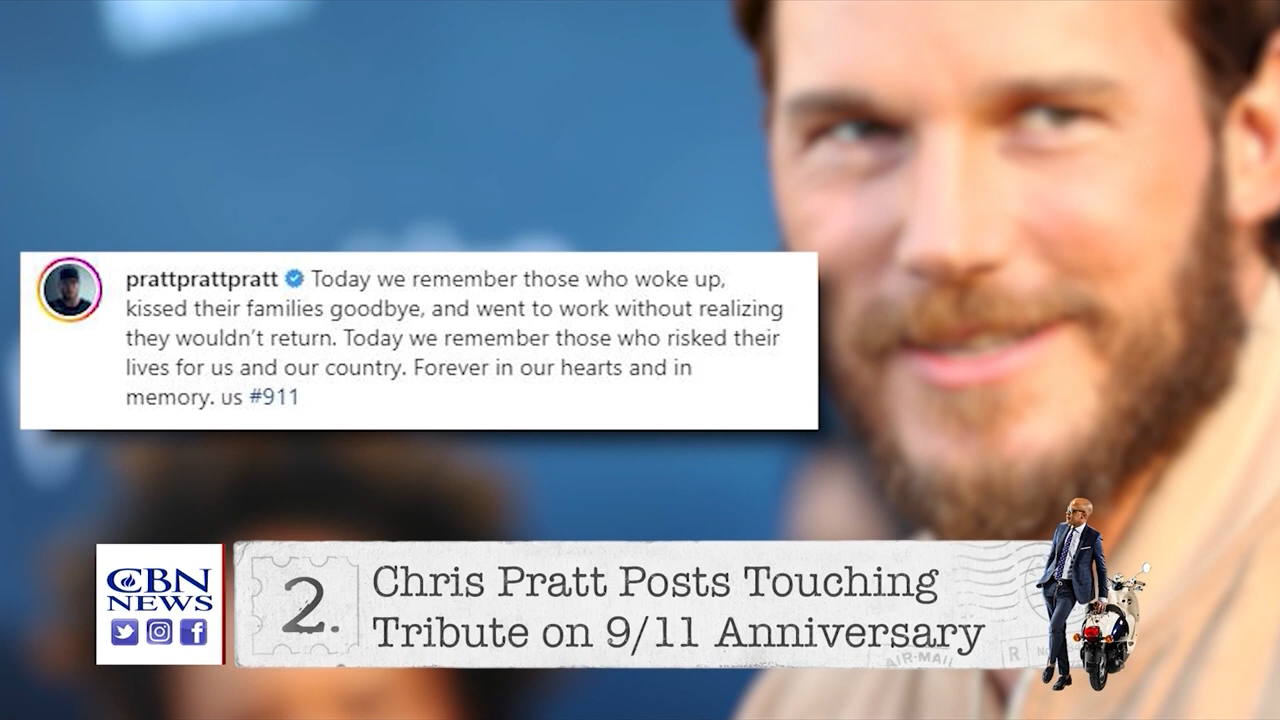 prattprattpratt Today we remember those who woke up,
kissed their families goodbye, and went to work without realizing
they wouldn't return. Today we remember those who risked their
lives for us and our country. Forever in our hearts and in
memory. us #911
CBN
NEWS
2.
Chris Pratt Posts Touching
Tribute on 9/11 Anniversary
AIR-MAIL
R